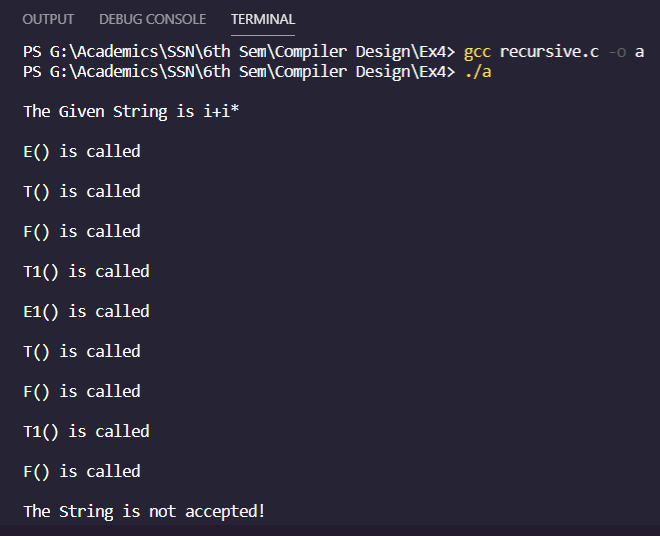 OUTPUT DEBUG CONSOLE TERMINAL
PS G:\Academics\SSN\6th Sem\Compiler Design\Ex4> gcc recursive.c -o a
PS G:\Academics\SSN\6th Sem\Compiler Design\Ex4> ./a
The Given String is i+i*
E() is called
T() is called
F() is called
T1() is called
E1() is called
T() is called
F() is called
T1() is called
F() is called
The String is not accepted!